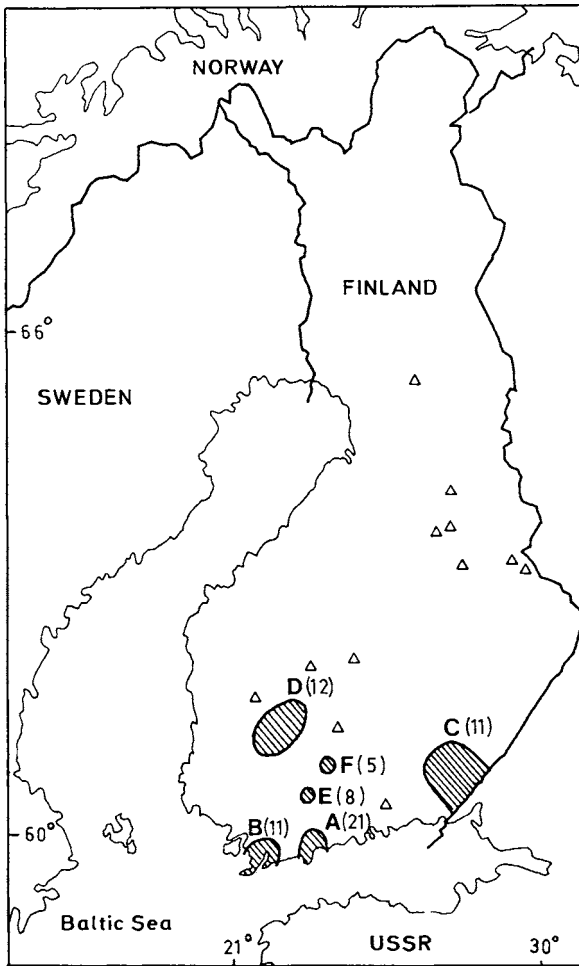 NORWAY
FINLAND
66°
SWEDEN
D(12)
C(11)
F(5)
E(8)
A(21)
B(11)
60°
Baltic Sea
21°
USSR
30°